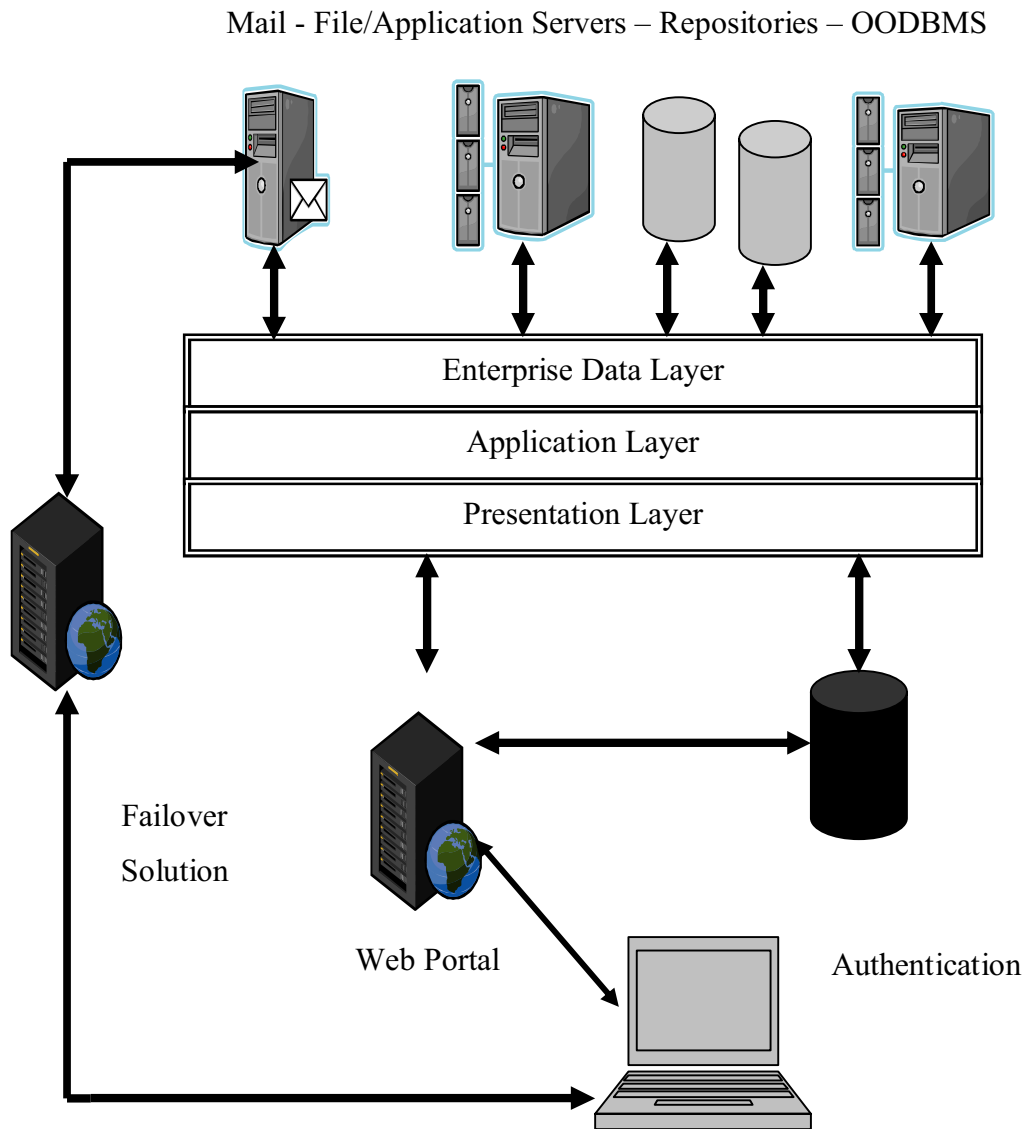 Mail - File/Application Servers – Repositories – OODBMS
Enterprise Data Layer
Application Layer
Presentation Layer
Failover
Solution
Web Portal
Authentication